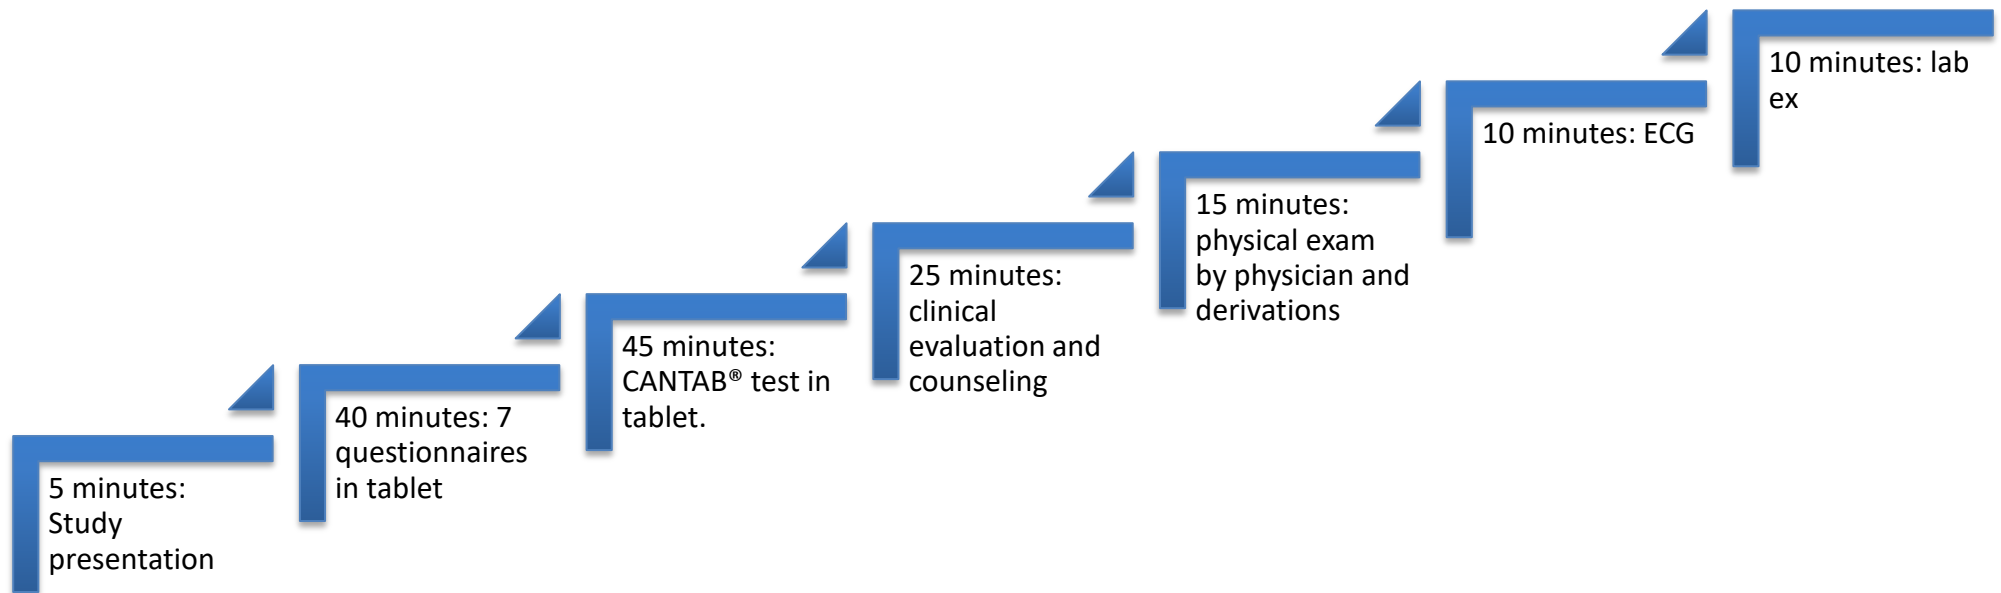 5 minutes:
Study
presentation
40 minutes: 7
questionnaires
in tablet
45 minutes:
CANTAB® test in
tablet.
25 minutes:
clinical
evaluation and
counseling
15 minutes:
physical exam
by physician and
derivations
10 minutes: ECG
10 minutes: lab
ex